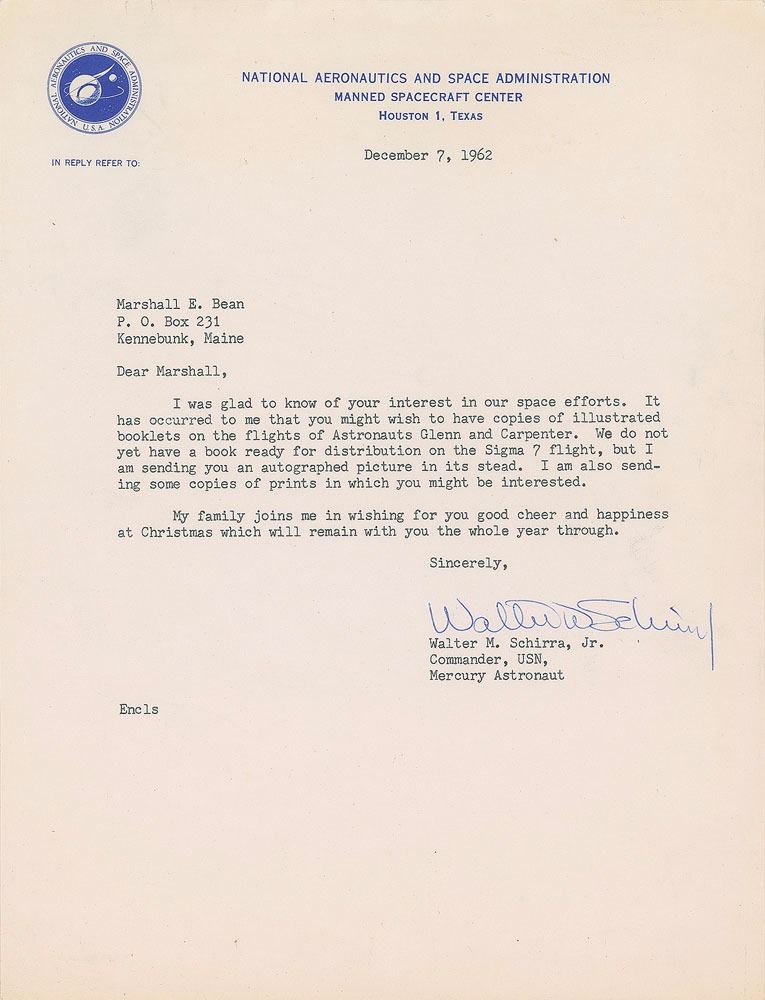 NATIONAL AERONAUTICS AND SPACE ADMINISTRATION
U.S.A.
NATIONAL AERONAUTICS AND SPACE ADMINISTRATION
MANNED SPACECRAFT CENTER
HOUSTON 1, TEXAS
IN REPLY REFER TO:
December 7, 1962
Marshall E. Bean
P. O. Box 231
Kennebunk, Maine
Dear Marshall,
I was glad to know of your interest in our space efforts. It
has occurred to me that you might wish to have copies of illustrated
booklets on the flights of Astronauts Glenn and Carpenter. We do not
yet have a book ready for distribution on the Sigma 7 flight, but I
am sending you an autographed picture in its stead. I am also send-
ing some copies of prints in which you might be interested.
My family joins me in wishing for you good cheer and happiness
at Christmas which will remain with you the whole year through.
Sincerely,
Walter M Schirra Jr
Walter M. Schirra, Jr.
Commander, USN,
Mercury Astronaut
Encls